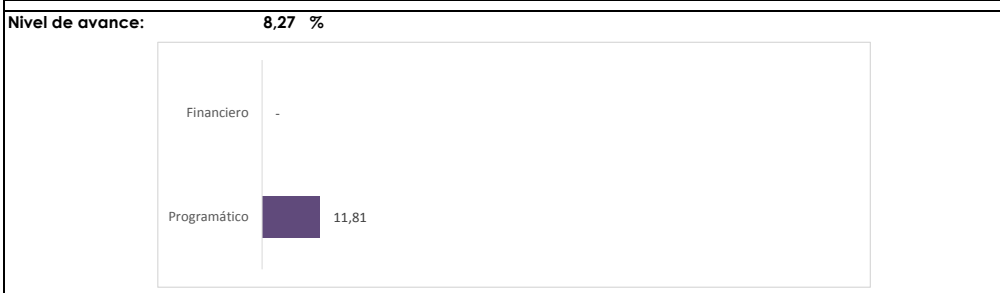 Nivel de avance: 8,27 %
Financiero -
Programático 11,81